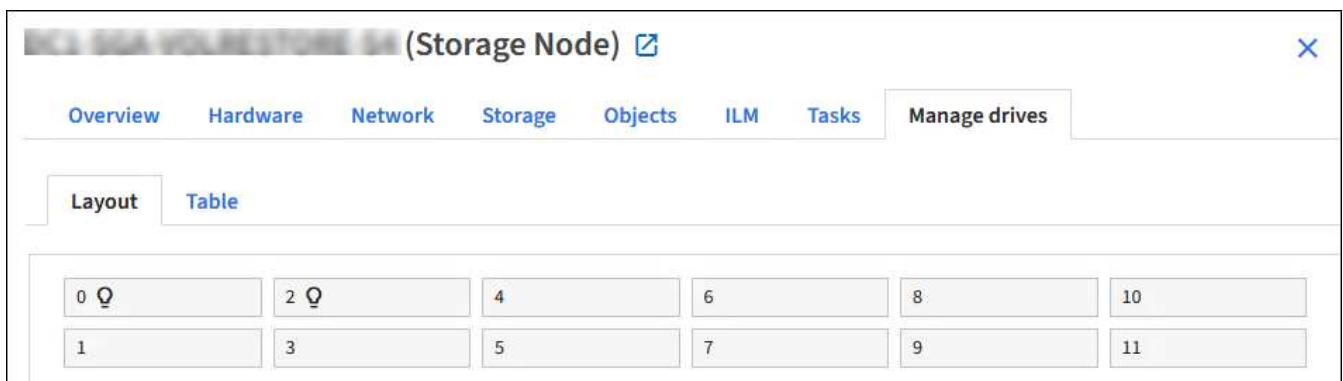 (Storage Node)
Overview Hardware Network Storage Objects ILM Tasks Manage drives
Layout Table
0 2 4 6 8 10
1 3 5 7 9 11